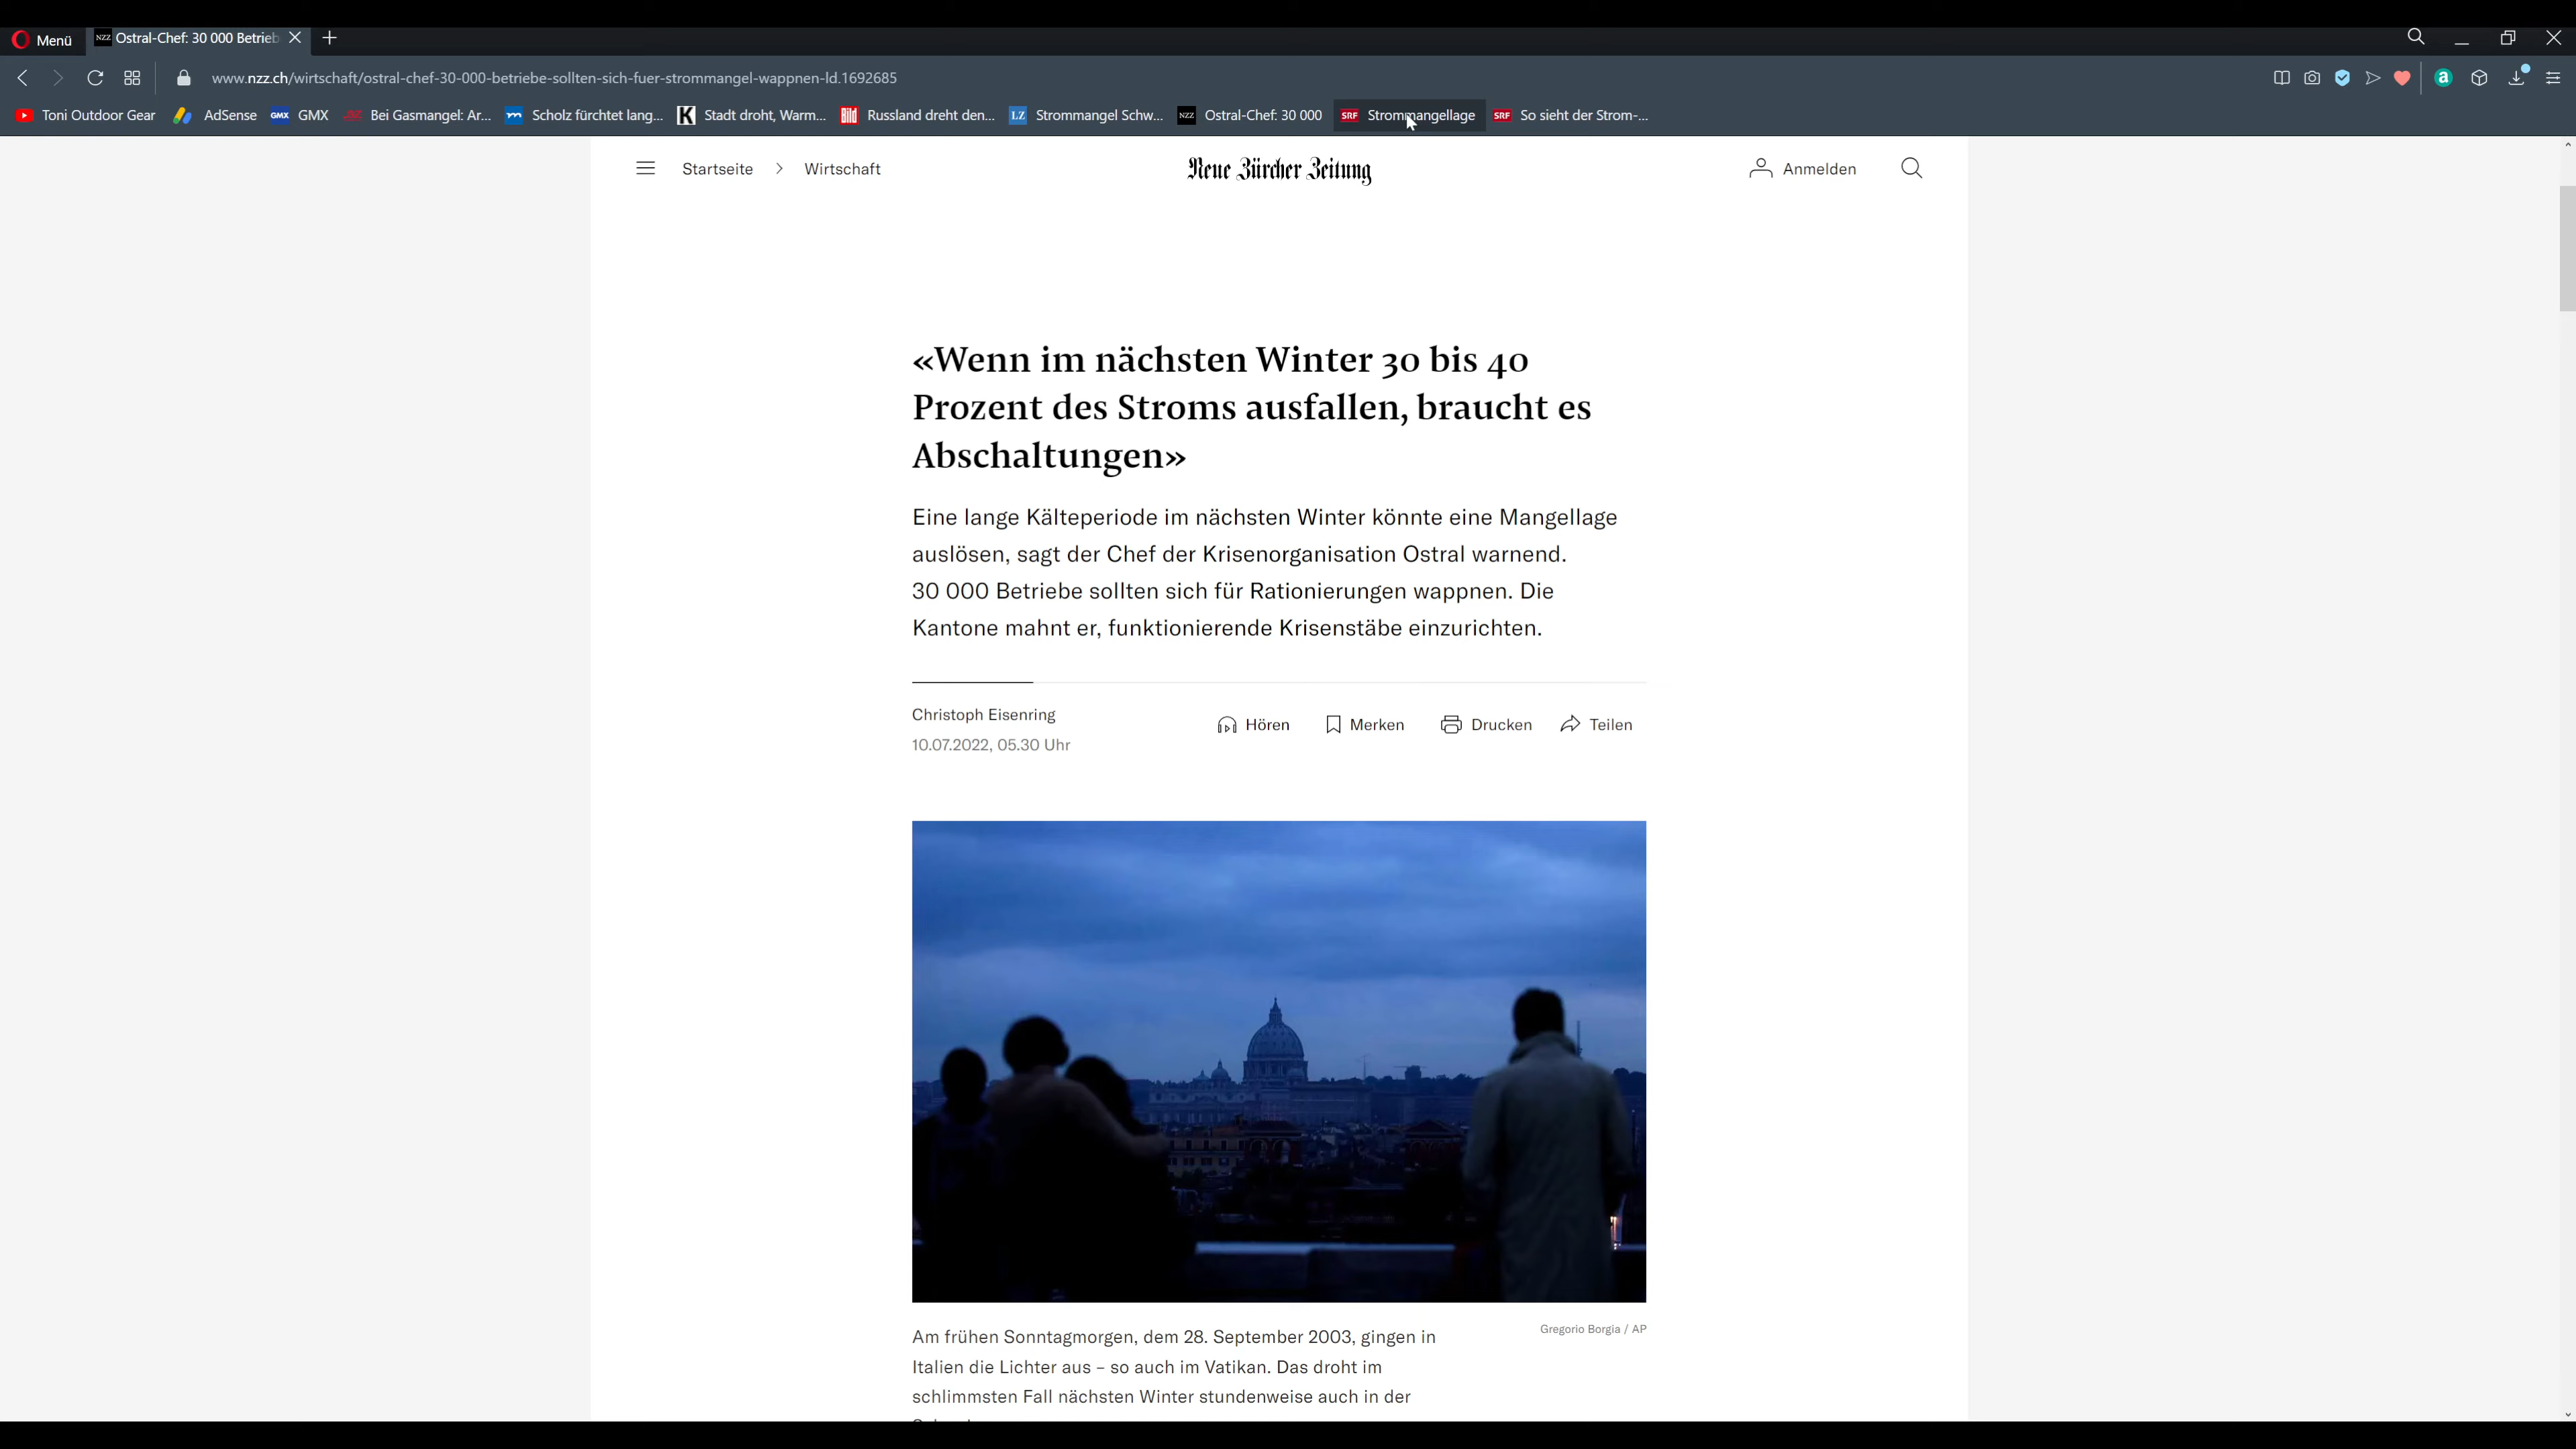 Menü
Ostral-Chef: 30 000 Betrieb
www.nzz.ch/wirtschaft/ostral-chef-30-000-betriebe-sollten-sich-fuer-strommangel-wappnen-ld.1692685
Toni Outdoor Gear AdSense GMX Bei Gasmangel: Ar... Scholz fürchtet lang... Stadt droht, Warm... Russland dreht den... Strommangel Schw... Ostral-Chef: 30 000 Strommangellage So sieht der Strom-...
Startseite > Wirtschaft
Neue Zürcher Zeitung
Anmelden
«Wenn im nächsten Winter 30 bis 40
Prozent des Stroms ausfallen, braucht es
Abschaltungen»
Eine lange Kälteperiode im nächsten Winter könnte eine Mangellage
auslösen, sagt der Chef der Krisenorganisation Ostral warnend.
30 000 Betriebe sollten sich für Rationierungen wappnen. Die
Kantone mahnt er, funktionierende Krisenstäbe einzurichten.
Christoph Eisenring
10.07.2022, 05.30 Uhr
Hören Merken Drucken Teilen
Am frühen Sonntagmorgen, dem 28. September 2003, gingen in
Italien die Lichter aus – so auch im Vatikan. Das droht im
schlimmsten Fall nächsten Winter stundenweise auch in der
Gregorio Borgia / AP